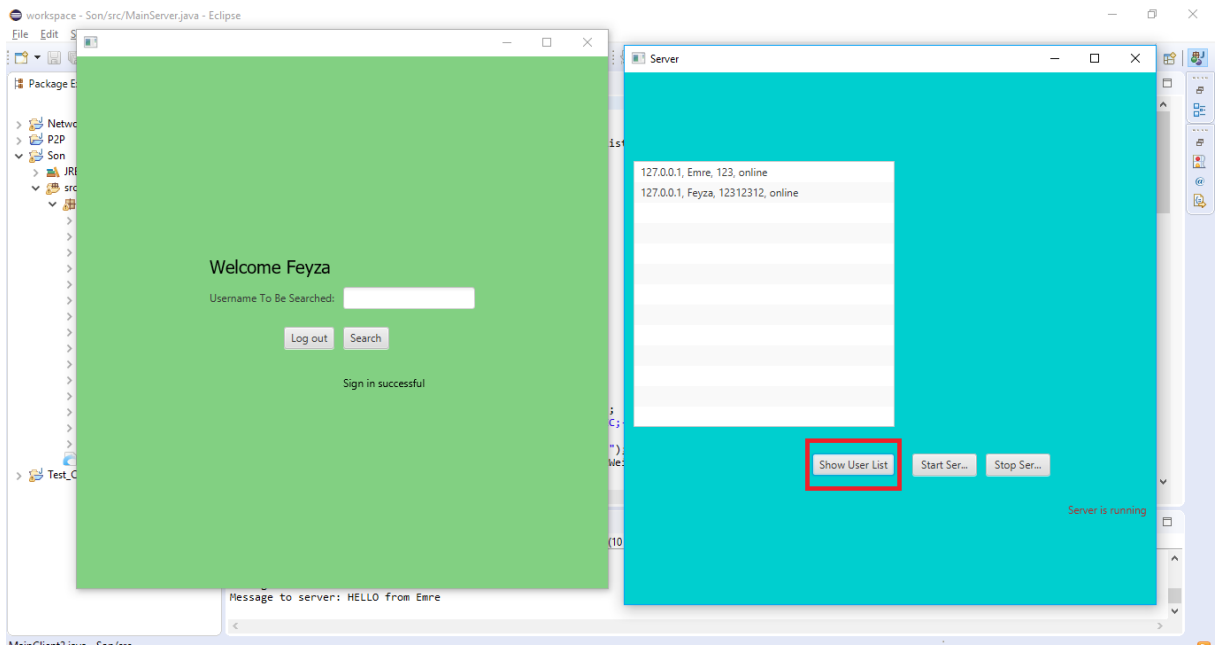 workspace - Son/src/MainServer.java - Eclipse
File Edit S
Package E
Netwo
P2P
Son
JRE
src
Test_C
Welcome Feyza
Username To Be Searched:
Log out Search
Sign in successful
ist
;
C;
");
Wei
(10
Server
127.0.0.1, Emre, 123, online
127.0.0.1, Feyza, 12312312, online
Show User List Start Ser... Stop Ser...
Server is running
Message to server: HELLO from Emre
MainClient2.java - Son/src